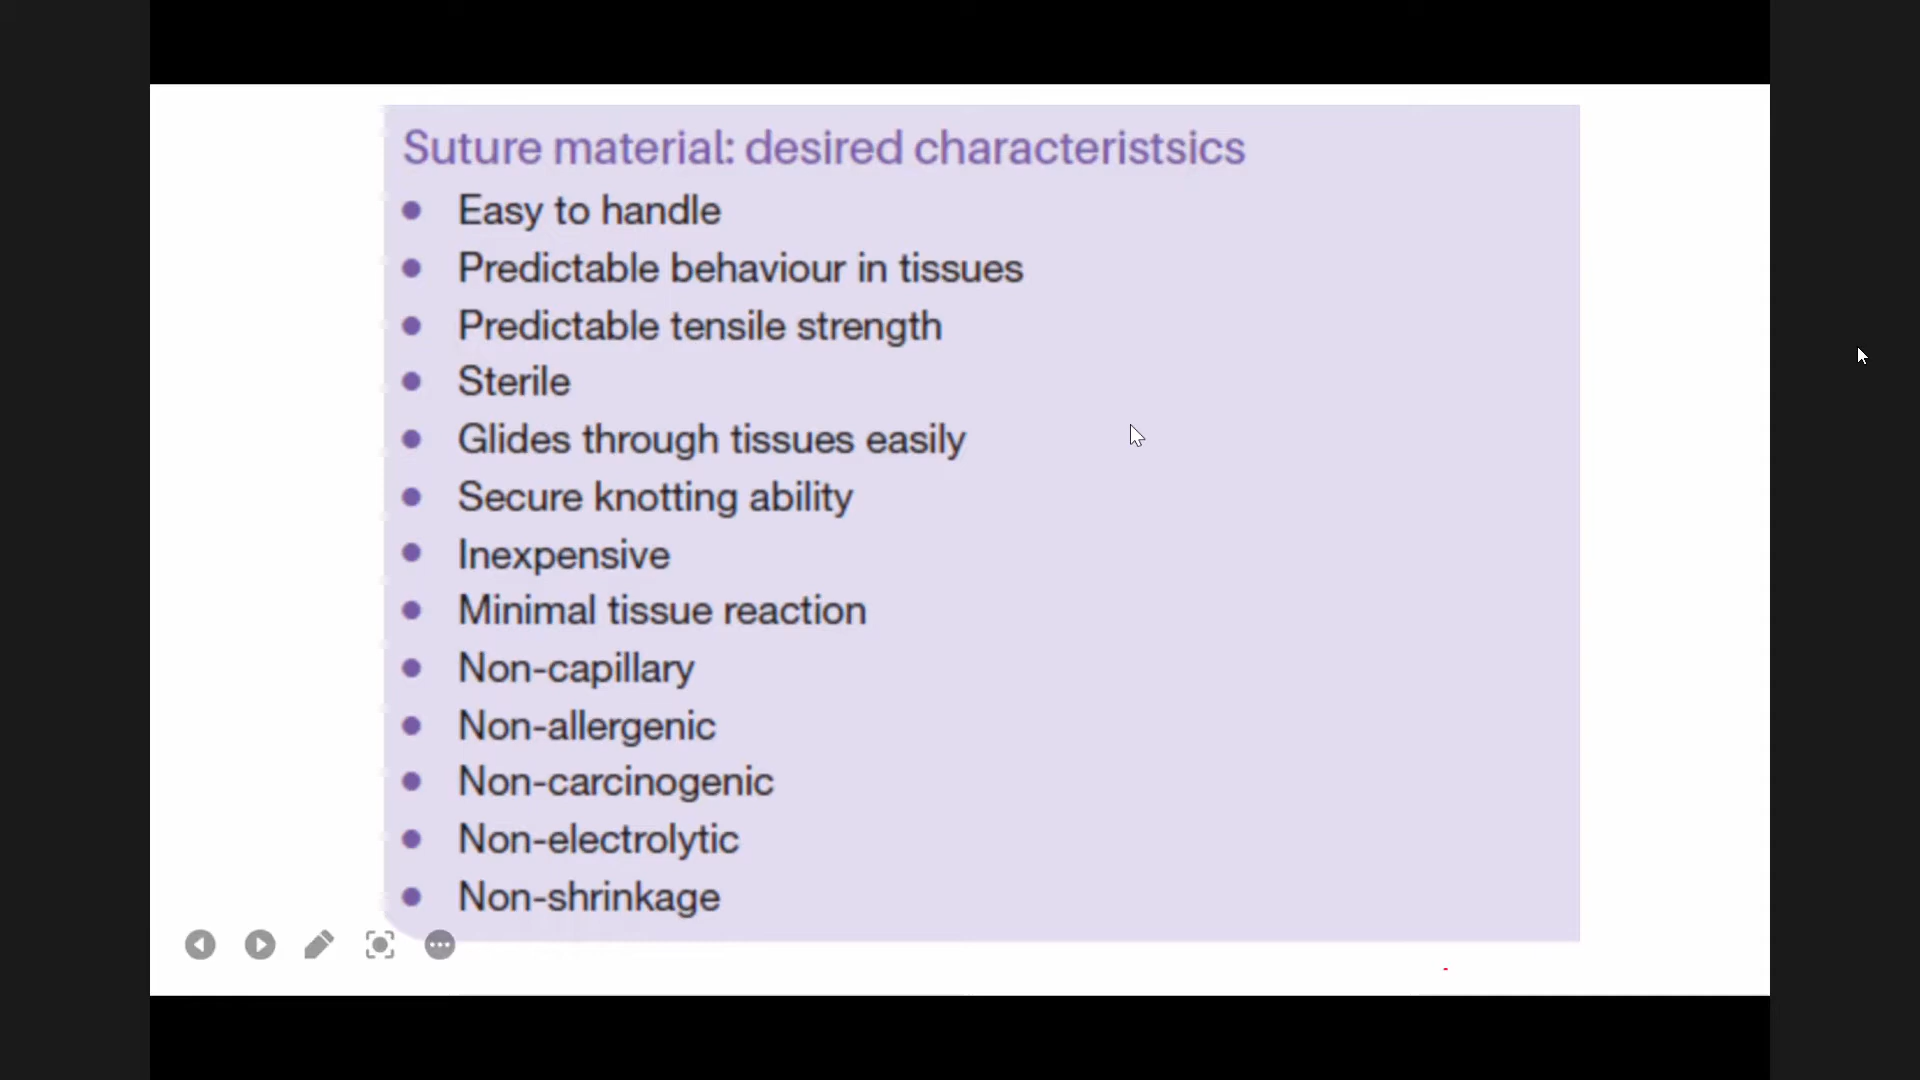 Suture material: desired characteristsics
Easy to handle
Predictable behaviour in tissues
Predictable tensile strength
Sterile
Glides through tissues easily
Secure knotting ability
Inexpensive
Minimal tissue reaction
Non-capillary
Non-allergenic
Non-carcinogenic
Non-electrolytic
Non-shrinkage